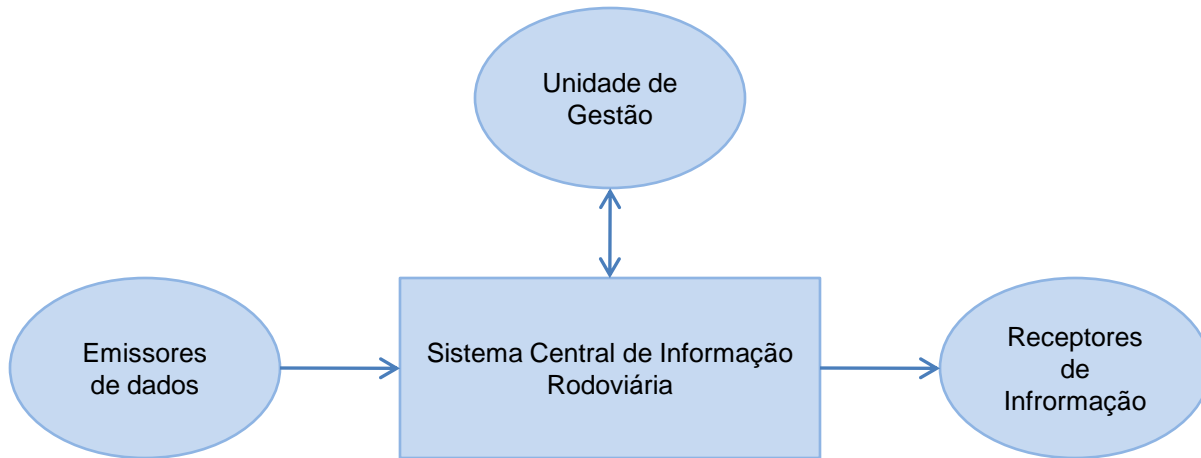 Unidade de
Gestão
Emissores
de dados
Sistema Central de Informação
Rodoviária
Receptores
de
Infrormação